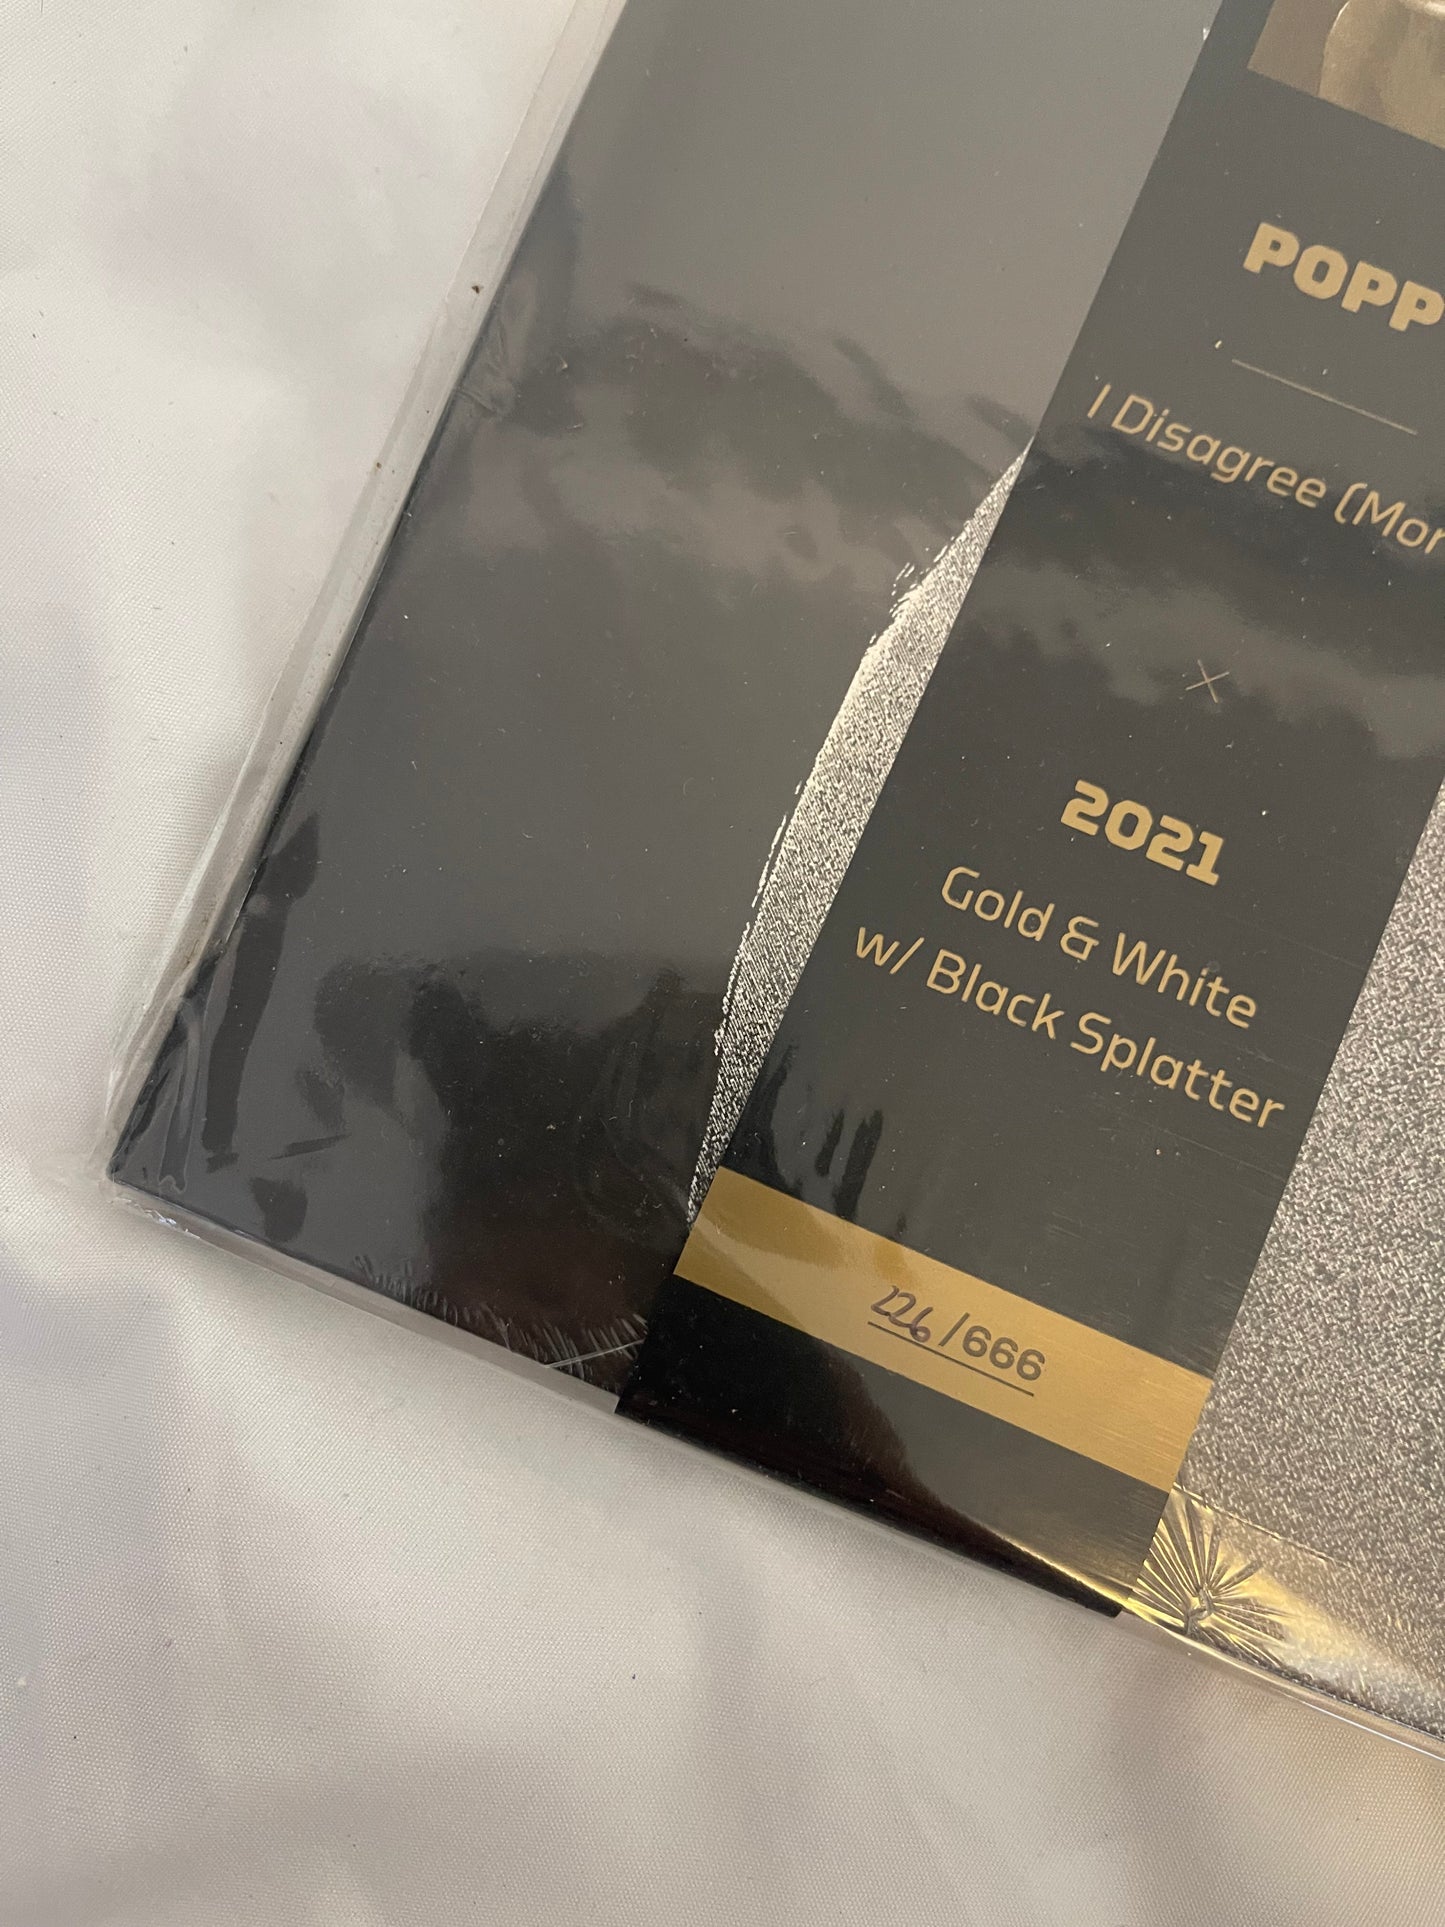 POPP
I Disagree (Mor
2021
Gold & White
w/ Black Splatter
226/666